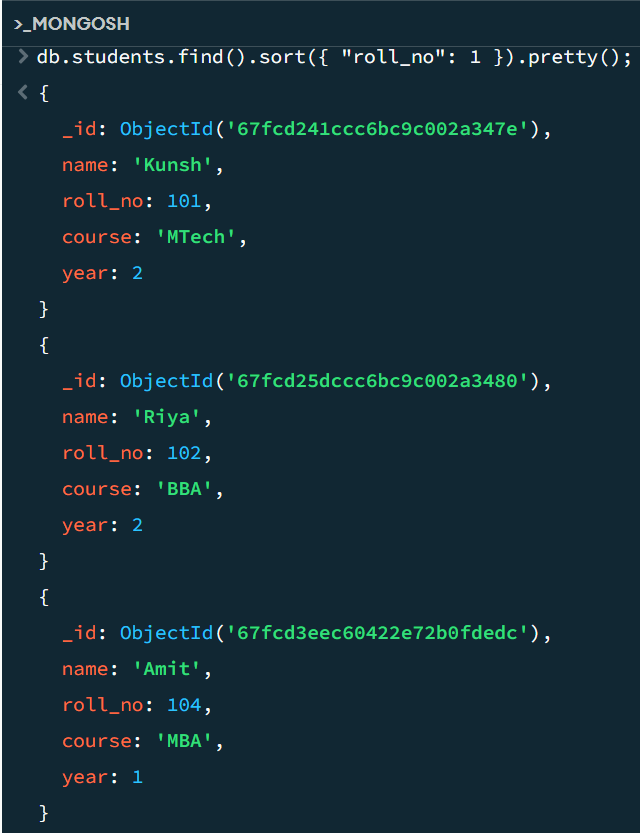 >_MONGOSH
> db.students.find().sort({ "roll_no": 1 }).pretty();
< {
_id: ObjectId('67fcd241ccc6bc9c002a347e'),
name: 'Kunsh',
roll_no: 101,
course: 'MTech',
year: 2
}
{
_id: ObjectId('67fcd25dccc6bc9c002a3480'),
name: 'Riya',
roll_no: 102,
course: 'BBA',
year: 2
}
{
_id: ObjectId('67fcd3eec60422e72b0fdedc'),
name: 'Amit',
roll_no: 104,
course: 'MBA',
year: 1
}